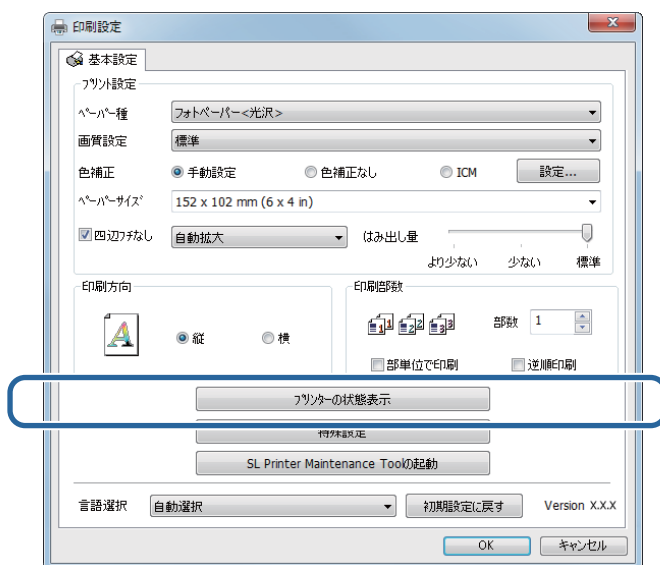 印刷設定
基本設定
プリント設定
ペーパー種 フォトペーパー<光沢>
画質設定 標準
色補正 手動設定 色補正なし ICM 設定...
ペーパーサイズ 152 x 102 mm (6 x 4 in)
四辺フチなし 自動拡大 はみ出し量
より少ない 少ない 標準
印刷方向 印刷部数
縦 横 部数 1
部単位で印刷 逆順印刷
プリンターの状態表示
特殊設定
SL Printer Maintenance Toolの起動
言語選択 自動選択 初期設定に戻す Version X.X.X
OK キャンセル